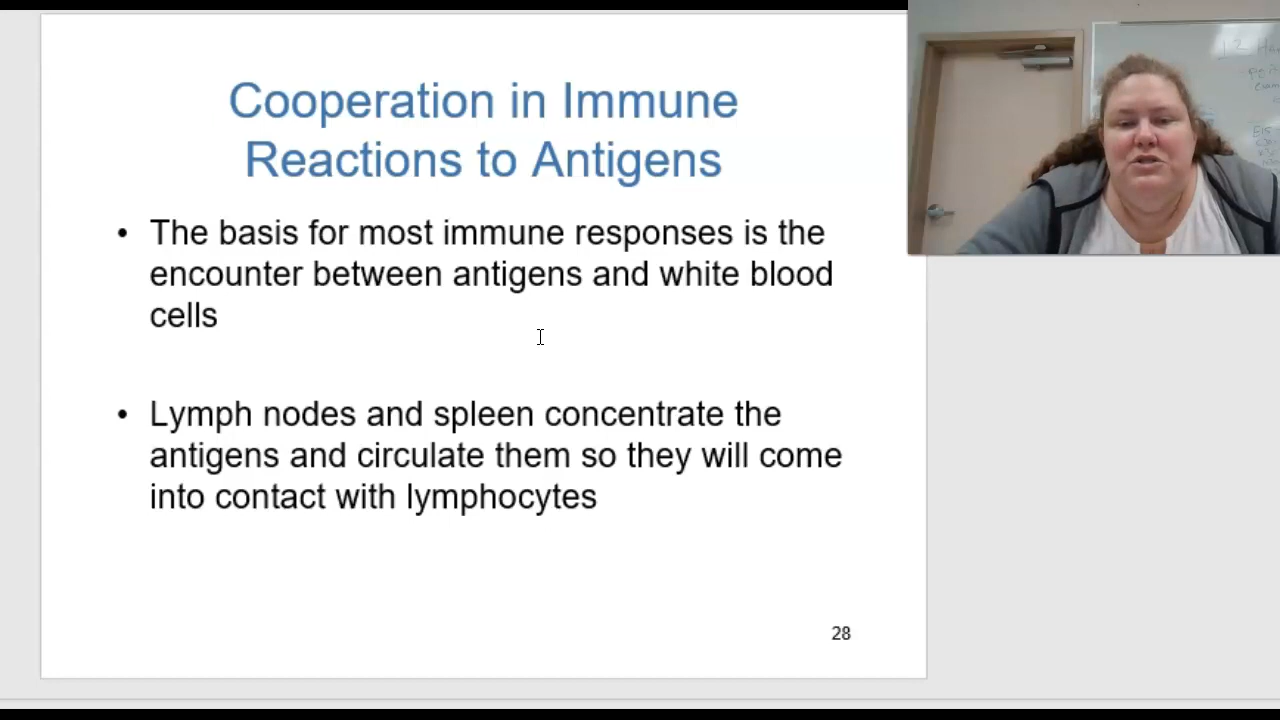 Cooperation in Immune
Reactions to Antigens
• The basis for most immune responses is the
encounter between antigens and white blood
cells
• Lymph nodes and spleen concentrate the
antigens and circulate them so they will come
into contact with lymphocytes
28